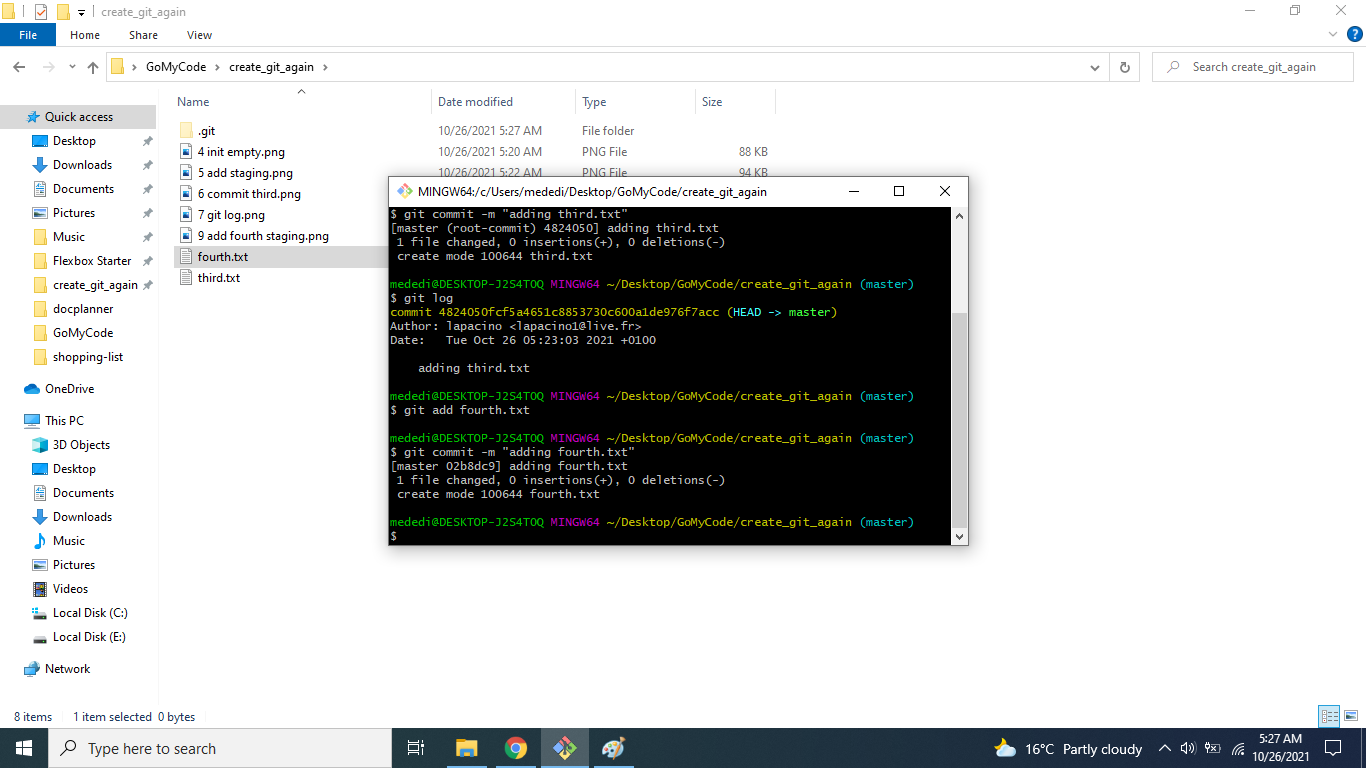 create_git_again
File Home Share View
GoMyCode create_git_again
Search create_git_again
Name Date modified Type Size
Quick access
Desktop
Downloads
Documents
Pictures
Music
Flexbox Starter
create_git_again
docplanner
GoMyCode
shopping-list
OneDrive
This PC
3D Objects
Desktop
Documents
Downloads
Music
Pictures
Videos
Local Disk (C:)
Local Disk (E:)
Network
.git 10/26/2021 5:27 AM File folder
4 init empty.png 10/26/2021 5:20 AM PNG File 88 KB
5 add staging.png 10/26/2021 5:22 AM PNG File 94 KB
6 commit third.png
7 git log.png
9 add fourth staging.png
fourth.txt
third.txt
MINGW64:/c/Users/mededi/Desktop/GoMyCode/create_git_again
$ git commit -m "adding third.txt"
[master (root-commit) 4824050] adding third.txt
1 file changed, 0 insertions(+), 0 deletions(-)
create mode 100644 third.txt
mededi@DESKTOP-J2S4TOQ MINGW64 ~/Desktop/GoMyCode/create_git_again (master)
$ git log
commit 4824050fcf5a4651c8853730c600a1de976f7acc (HEAD -> master)
Author: lapacino <lapacino1@live.fr>
Date: Tue Oct 26 05:23:03 2021 +0100
adding third.txt
mededi@DESKTOP-J2S4TOQ MINGW64 ~/Desktop/GoMyCode/create_git_again (master)
$ git add fourth.txt
mededi@DESKTOP-J2S4TOQ MINGW64 ~/Desktop/GoMyCode/create_git_again (master)
$ git commit -m "adding fourth.txt"
[master 02b8dc9] adding fourth.txt
1 file changed, 0 insertions(+), 0 deletions(-)
create mode 100644 fourth.txt
mededi@DESKTOP-J2S4TOQ MINGW64 ~/Desktop/GoMyCode/create_git_again (master)
$
8 items 1 item selected 0 bytes
Type here to search
16°C Partly cloudy
5:27 AM
10/26/2021